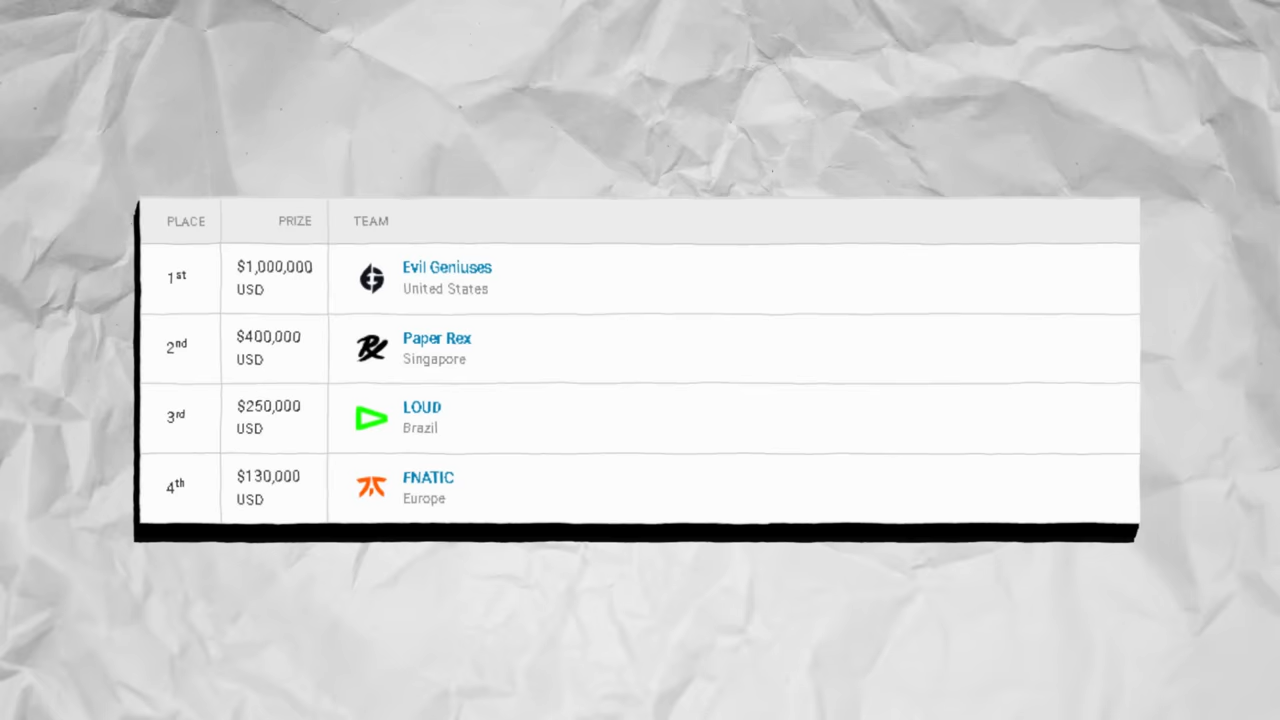 PLACE PRIZE TEAM
1st $1,000,000 USD Evil Geniuses
United States
2nd $400,000 USD Paper Rex
Singapore
3rd $250,000 USD LOUD
Brazil
4th $130,000 USD FNATIC
Europe